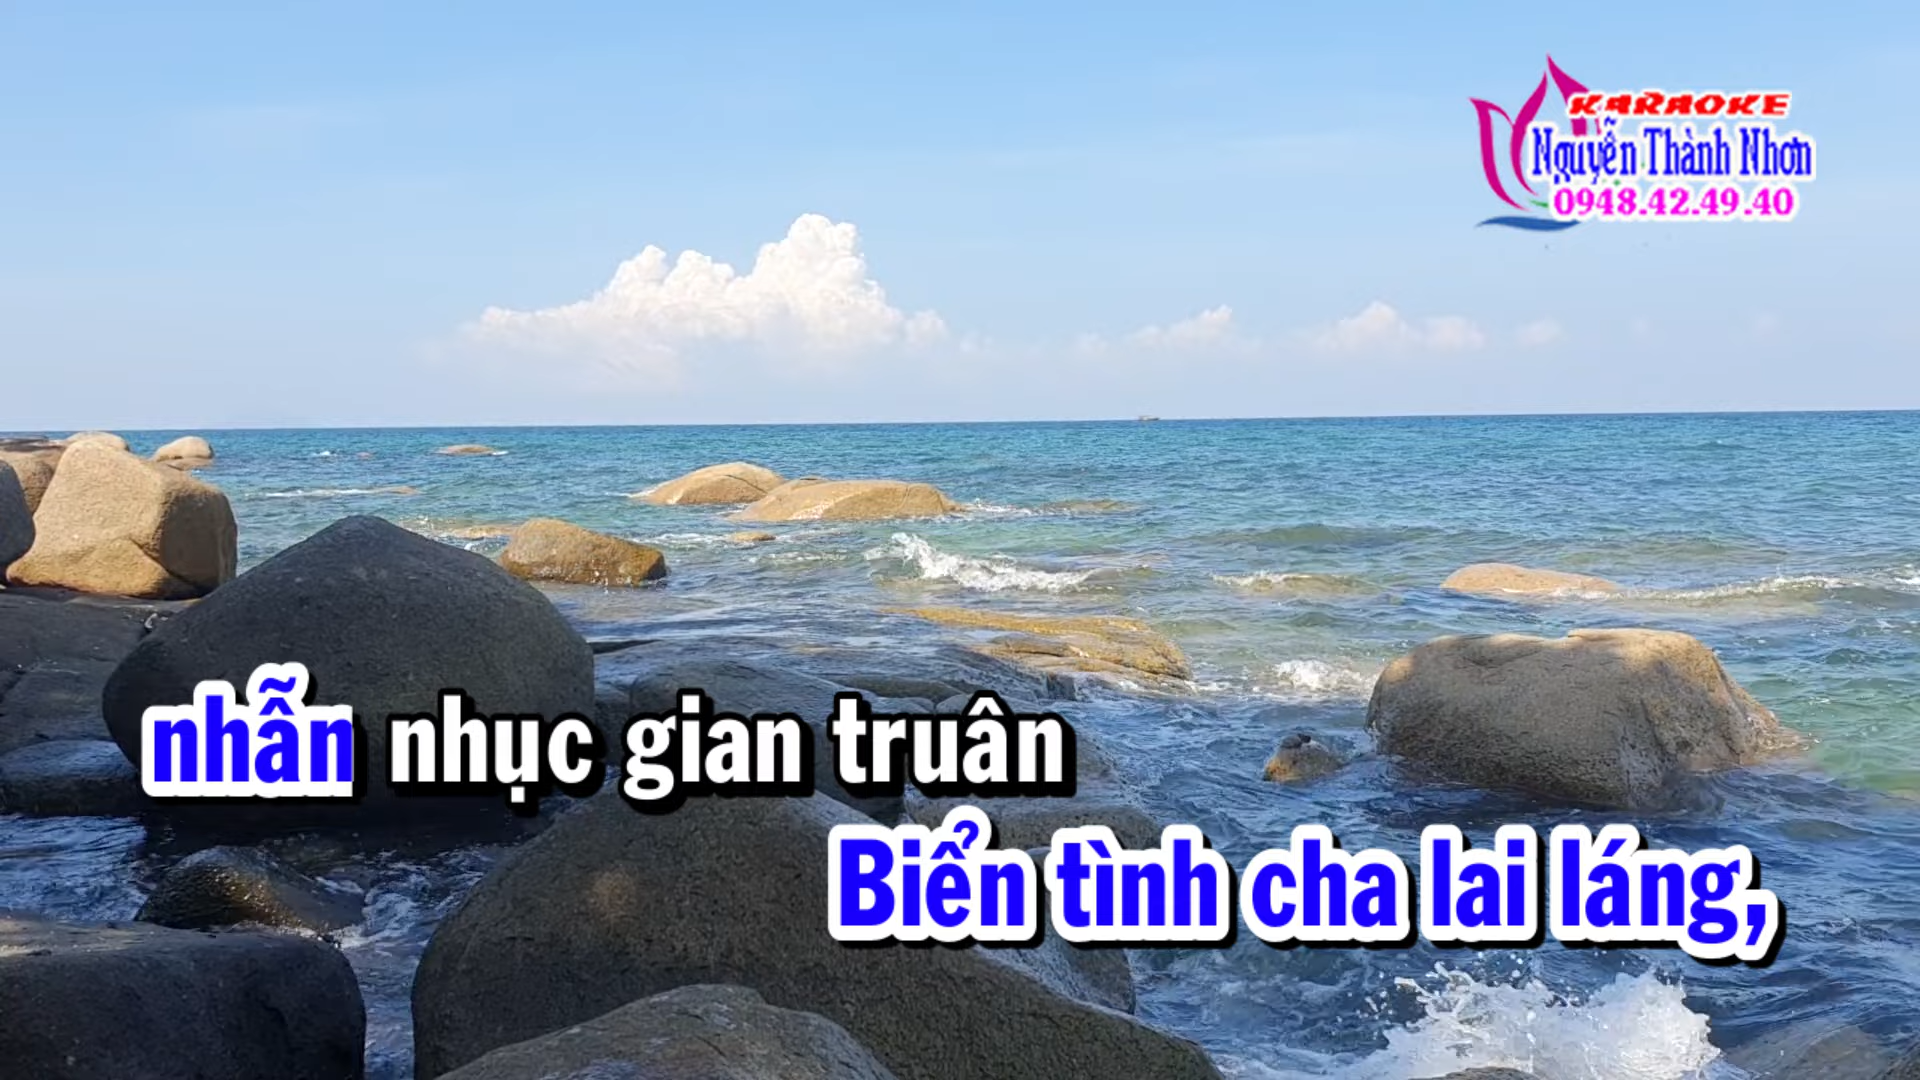 KARAOKE
Nguyễn Thành Nhơn
0948.42.49.40
nhẫn nhục gian truân
Biển tình cha lai láng,